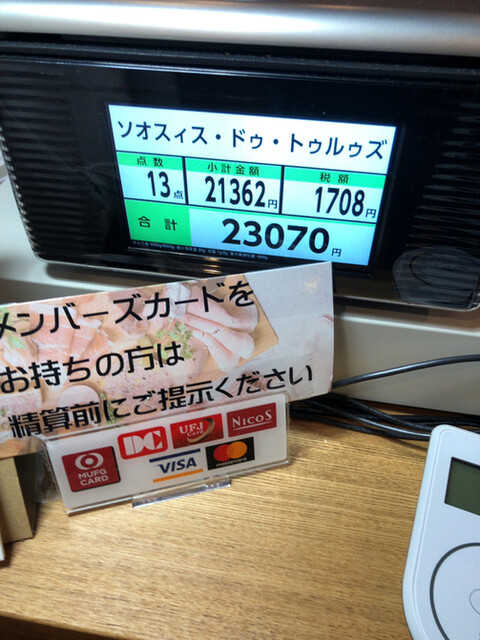 ソオスィス・ドゥ・トゥルゥズ
点数 小計金額 税額
13点 21362円 1708円
合計 23070円
メンバーズカードを
お持ちの方は
精算前にご提示ください
DC UFJ CARD NICOS
MUFG CARD VISA mastercard